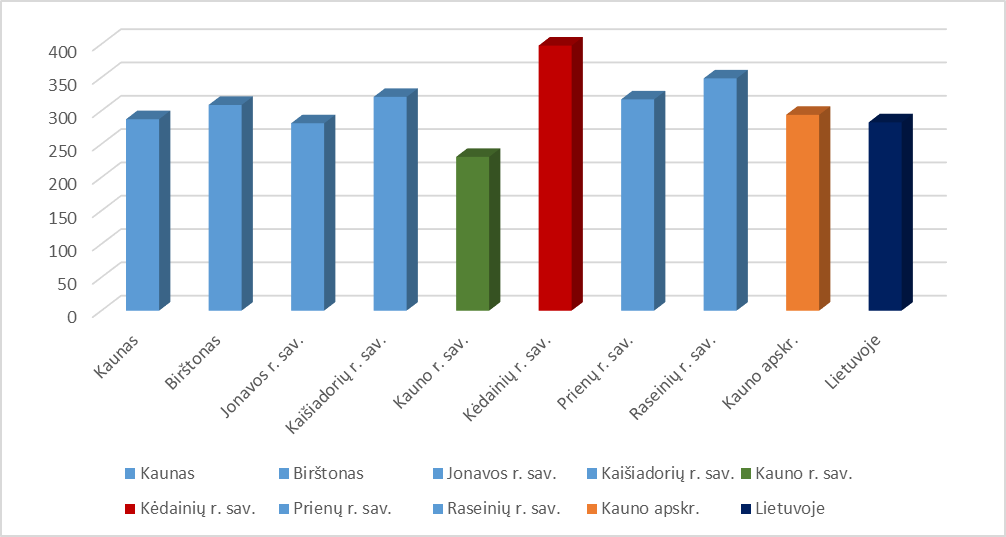 400
350
300
250
200
150
100
50
0
Kaunas
Birštonas
Jonavos r. sav.
Kaišiadorių r. sav.
Kauno r. sav.
Kėdainių r. sav.
Prienų r. sav.
Raseinių r. sav.
Kauno apskr.
Lietuvoje
Kaunas Birštonas Jonavos r. sav. Kaišiadorių r. sav. Kauno r. sav.
Kėdainių r. sav. Prienų r. sav. Raseinių r. sav. Kauno apskr. Lietuvoje